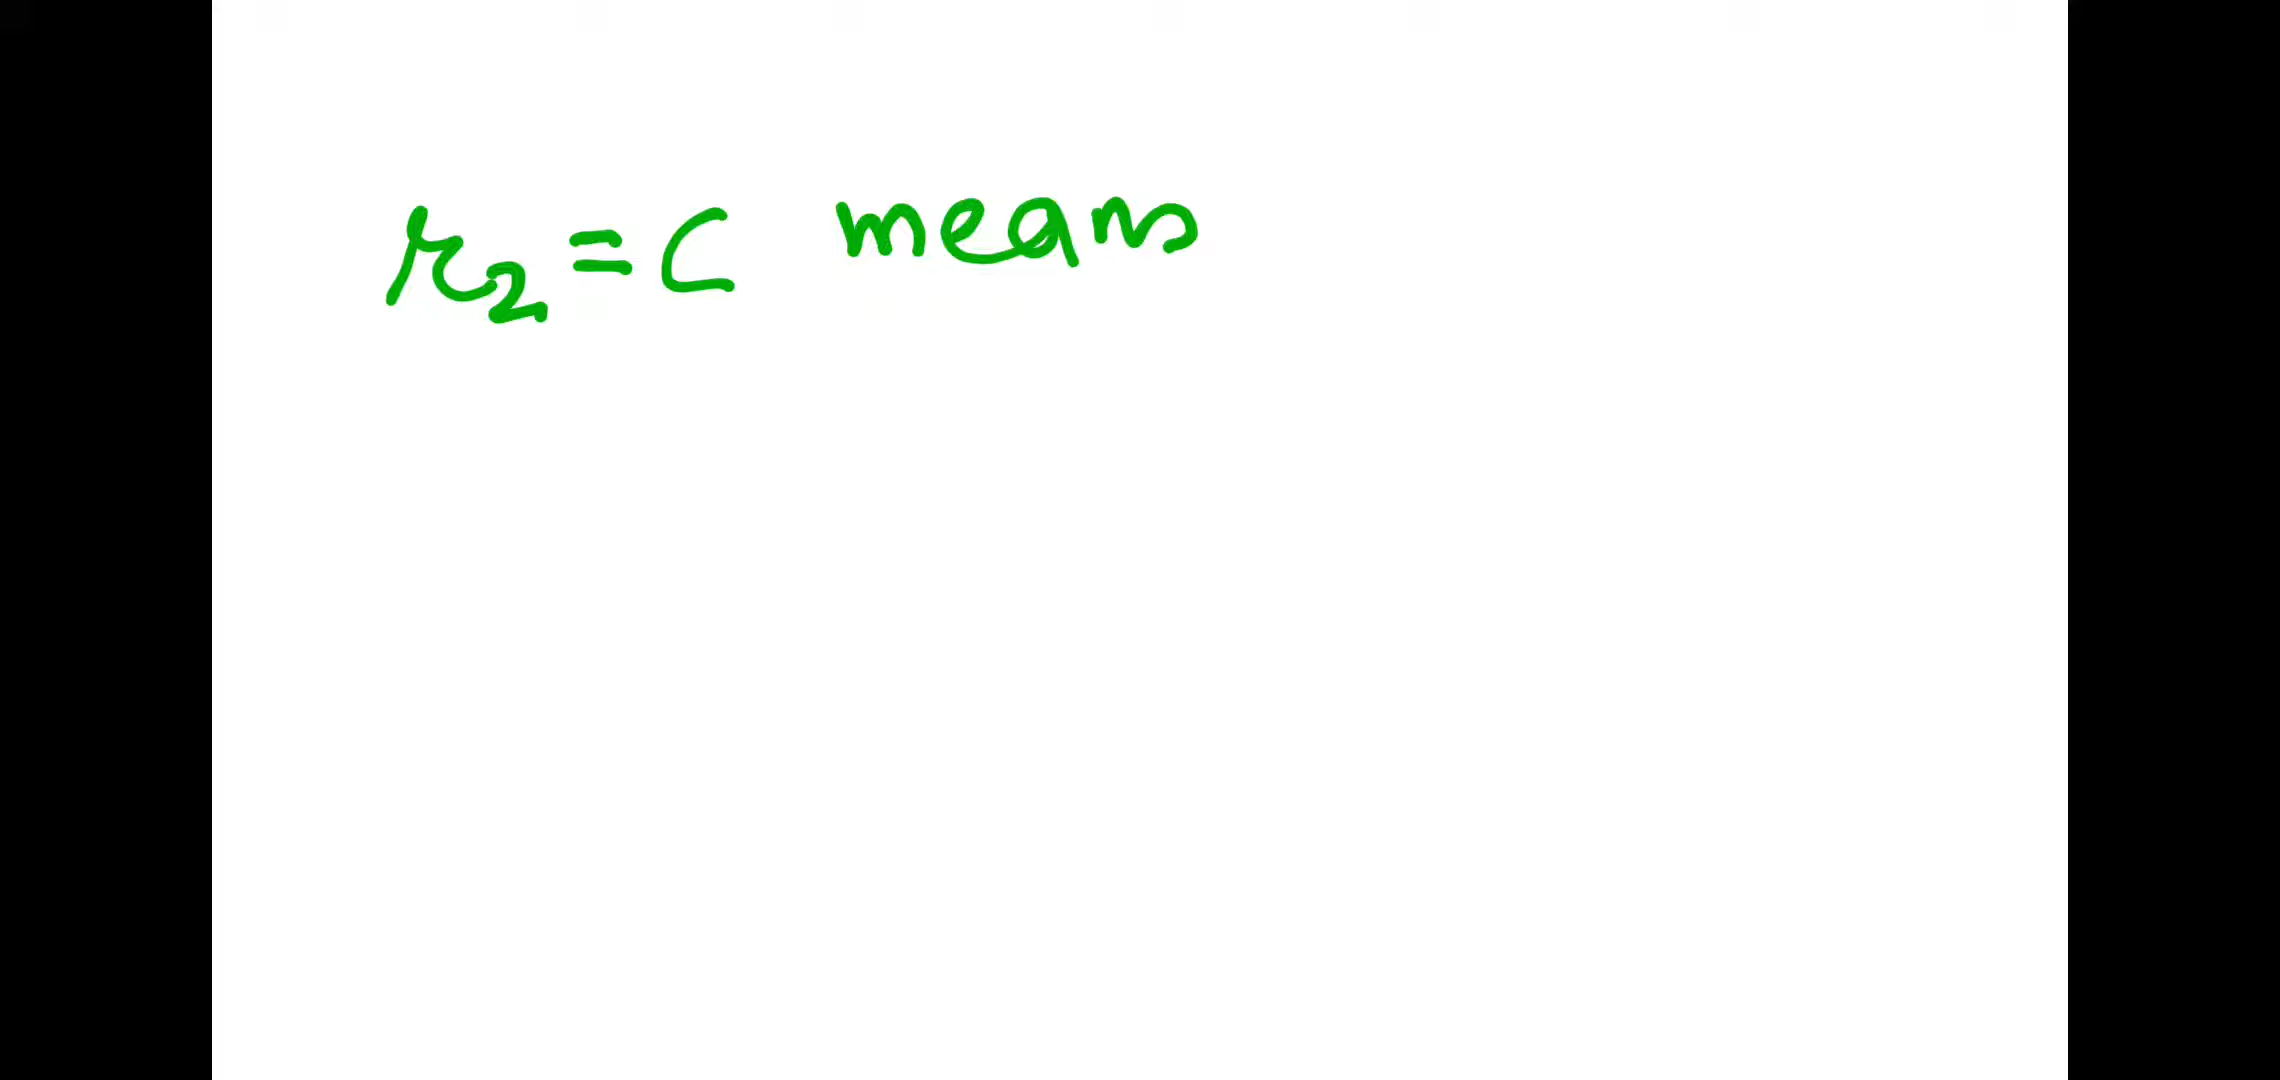 r₂ = c means